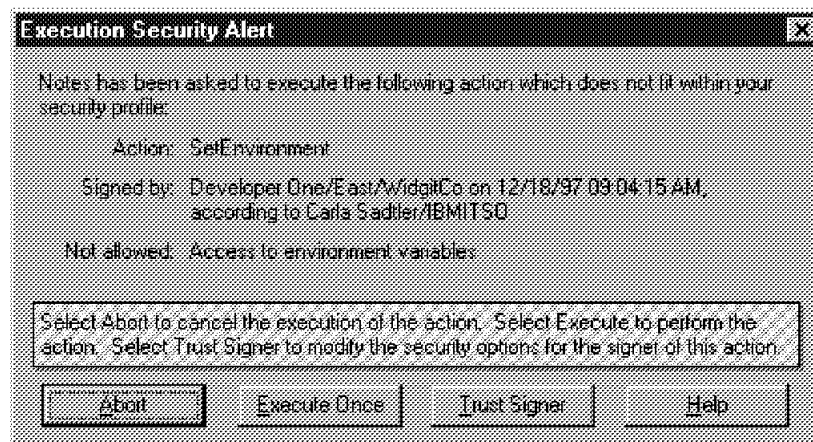 Execution Security Alert
Notes has been asked to execute the following action which does not fit within your
security profile:
Action: SetEnvironment
Signed by: Developer One/East/WidgitCo on 12/18/97 09:04:15 AM,
according to Carla Sadtler/IBMITSO
Not allowed: Access to environment variables
Select Abort to cancel the execution of the action. Select Execute to perform the
action. Select Trust Signer to modify the security options for the signer of this action.
Abort Execute Once Trust Signer Help